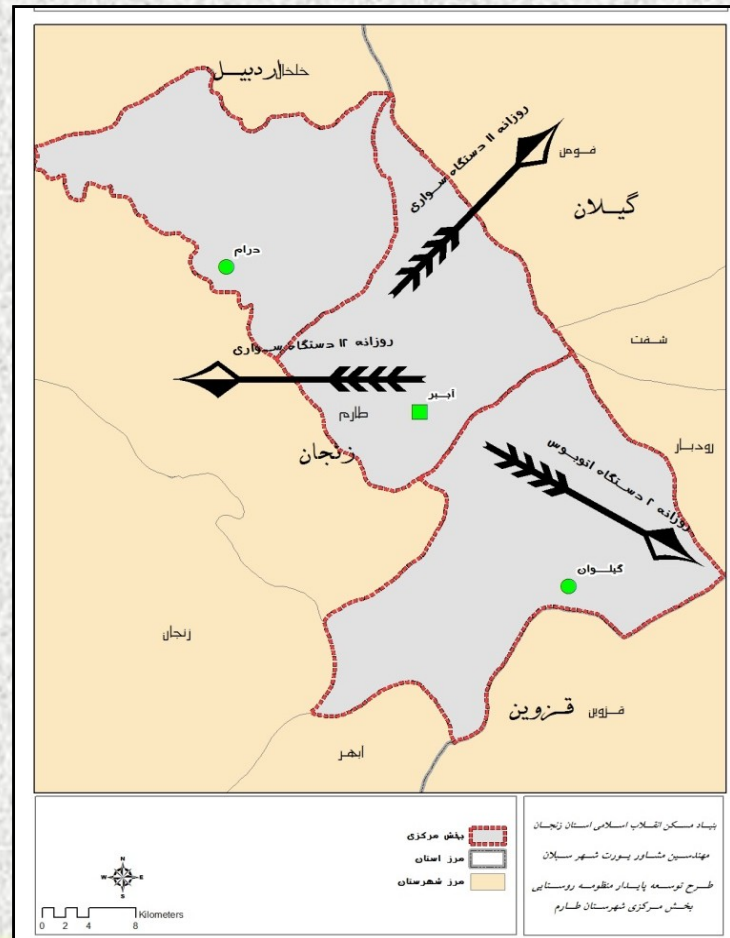 خلخال
اردبیل
روزانه ۱۱ دستگاه سواری
فومن
گیلان
درام
شفت
روزانه ۱۲ دستگاه سواری
آببر
طارم
زنجان
رودبار
روزانه ۲ دستگاه اتوبوس
گیلوان
زنجان
قزوین
قزوین
ابهر
بخش مرکزی
مرز استان
مرز شهرستان
N
W E
S
0 2 4 8 Kilometers
بنیاد مسکن انقلاب اسلامی استان زنجان
مهندسین مشاور پورت شهر سبلان
طرح توسعه پایدار منظومه روستایی
بخش مرکزی شهرستان طارم